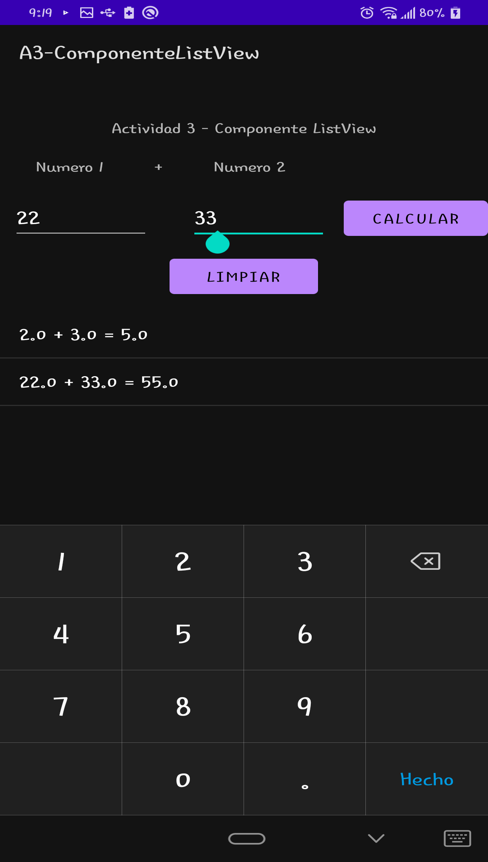 9:19 80%
A3-ComponenteListView
Actividad 3 - Componente ListView
Numero 1 + Numero 2
22 33 CALCULAR
LIMPIAR
2.0 + 3.0 = 5.0
22.0 + 33.0 = 55.0
1 2 3
4 5 6
7 8 9
0 . Hecho